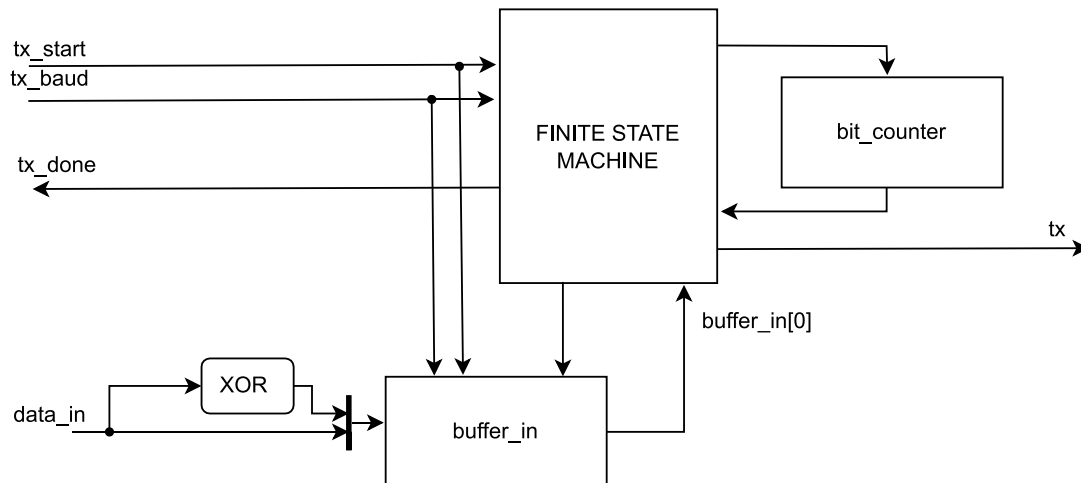 tx_start
tx_baud
FINITE STATE
MACHINE
bit_counter
tx_done
tx
buffer_in[0]
XOR
data_in
buffer_in